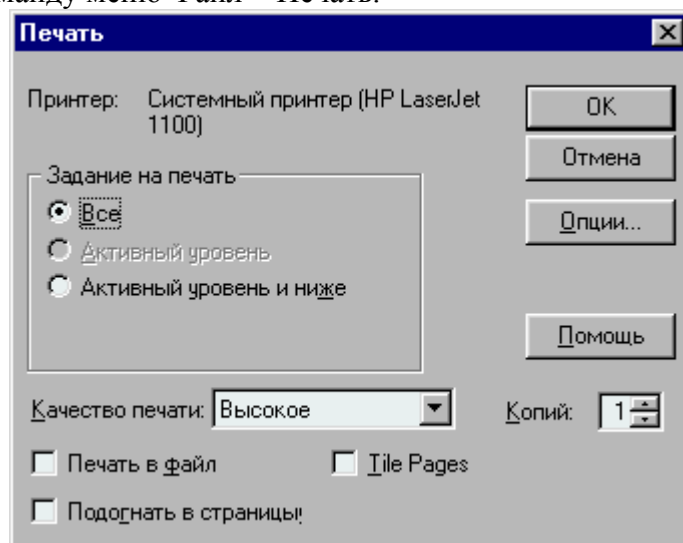 Печать
Принтер: Системный принтер (HP LaserJet
1100)
OK
Отмена
Задание на печать
Все
Опции...
Активный уровень
Активный уровень и ниже
Помощь
Качество печати: Высокое
Копий: 1
Печать в файл
Tile Pages
Подогнать в страницы